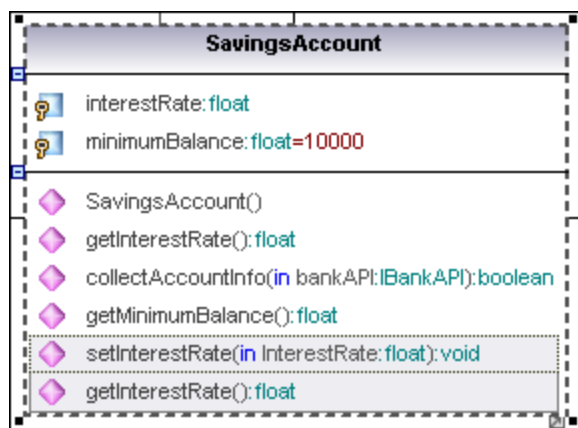 SavingsAccount
interestRate:float
minimumBalance:float=10000
SavingsAccount()
getInterestRate():float
collectAccountInfo(in bankAPI:IBankAPI):boolean
getMinimumBalance():float
setInterestRate(in InterestRate:float):void
getInterestRate():float